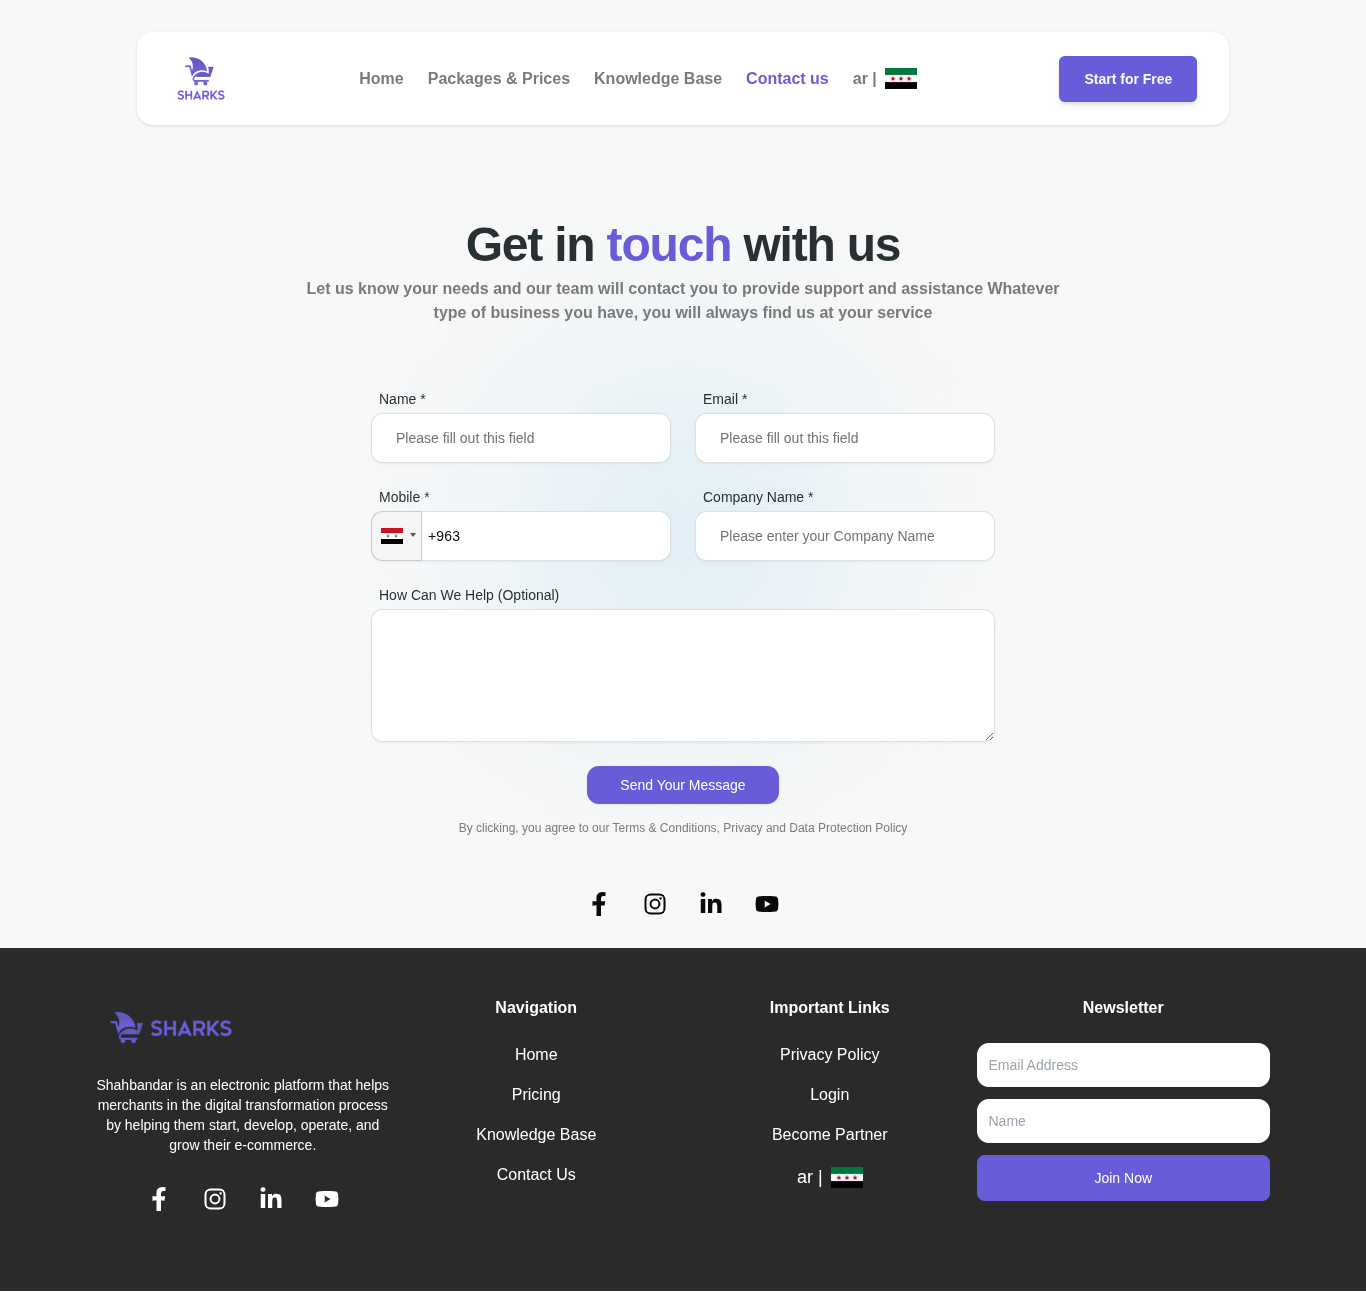 SHARKS
Home
Packages & Prices
Knowledge Base
Contact us
ar |
Start for Free
Get in touch with us
Let us know your needs and our team will contact you to provide support and assistance Whatever
type of business you have, you will always find us at your service
Name *
Email *
Please fill out this field
Please fill out this field
Mobile *
Company Name *
+963
Please enter your Company Name
How Can We Help (Optional)
Send Your Message
By clicking, you agree to our Terms & Conditions, Privacy and Data Protection Policy
SHARKS
Shahbandar is an electronic platform that helps
merchants in the digital transformation process
by helping them start, develop, operate, and
grow their e-commerce.
Navigation
Home
Pricing
Knowledge Base
Contact Us
Important Links
Privacy Policy
Login
Become Partner
ar |
Newsletter
Email Address
Name
Join Now